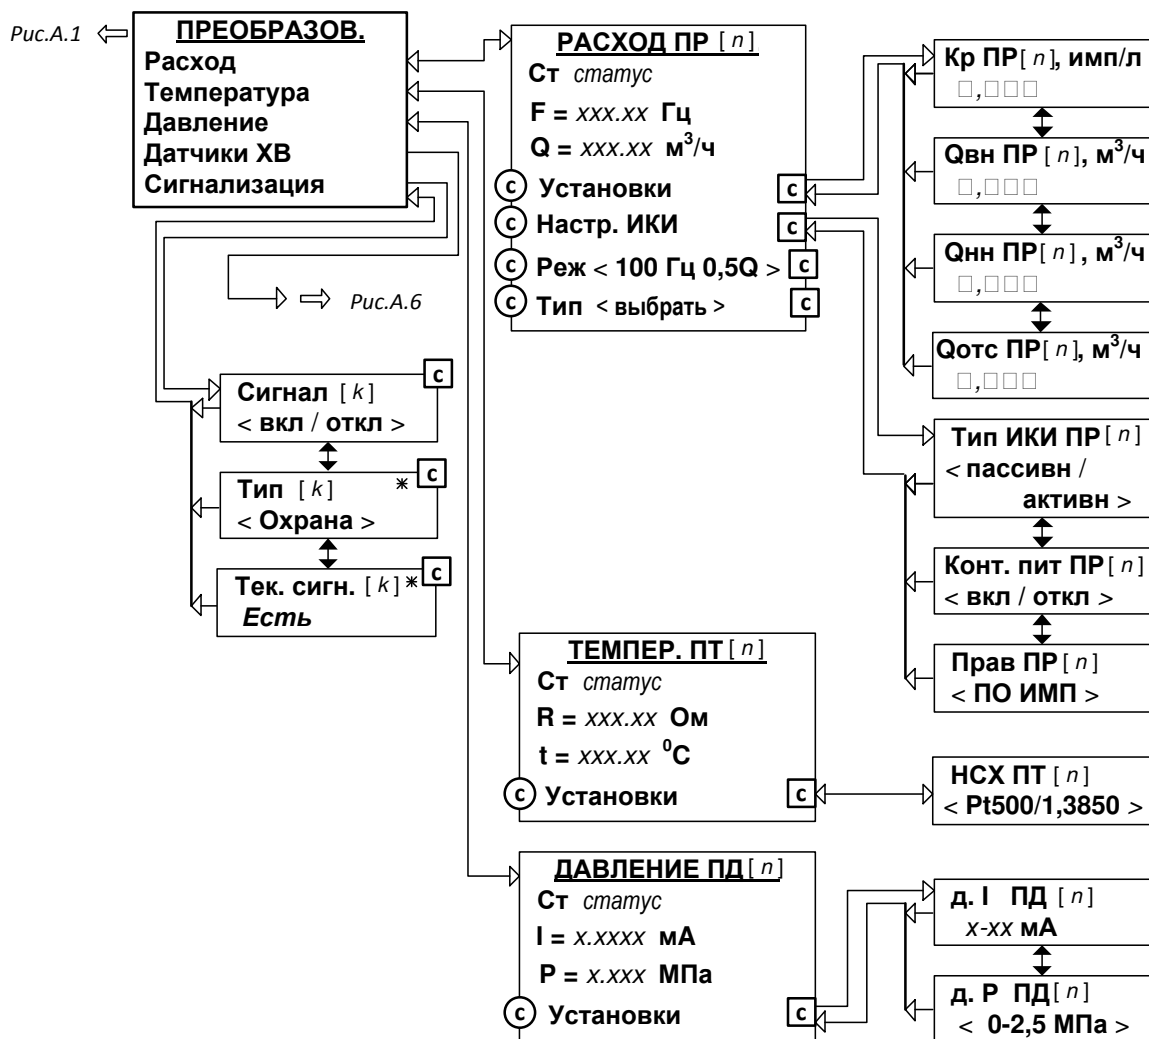 Рис.А.1
ПРЕОБРАЗОВ.
Расход
Температура
Давление
Датчики ХВ
Сигнализация
Рис.А.6
Сигнал [k]
< вкл / откл >
с
Тип [k] *
< Охрана >
с
Тек. сигн. [k]*
Есть
с
РАСХОД ПР [n]
Ст статус
F = xxx.xx Гц
Q = xxx.xx м³/ч
с Установки с
с Настр. ИКИ с
с Реж < 100 Гц 0,5Q > с
с Тип < выбрать > с
ТЕМПЕР. ПТ [n]
Ст статус
R = xxx.xx Ом
t = xxx.xx ⁰С
с Установки с
ДАВЛЕНИЕ ПД [n]
Ст статус
I = x.xxxx мА
P = x.xxx МПа
с Установки с
Кр ПР[n], имп/л
□,□□□
Qвн ПР[n], м³/ч
□,□□□
Qнн ПР[n], м³/ч
□,□□□
Qотс ПР[n], м³/ч
□,□□□
Тип ИКИ ПР[n]
< пассивн /
активн >
Конт. пит ПР[n]
< вкл / откл >
Прав ПР[n]
< ПО ИМП >
НСХ ПТ [n]
< Pt500/1,3850 >
д. I ПД [n]
x-xx мА
д. P ПД[n]
< 0-2,5 МПа >